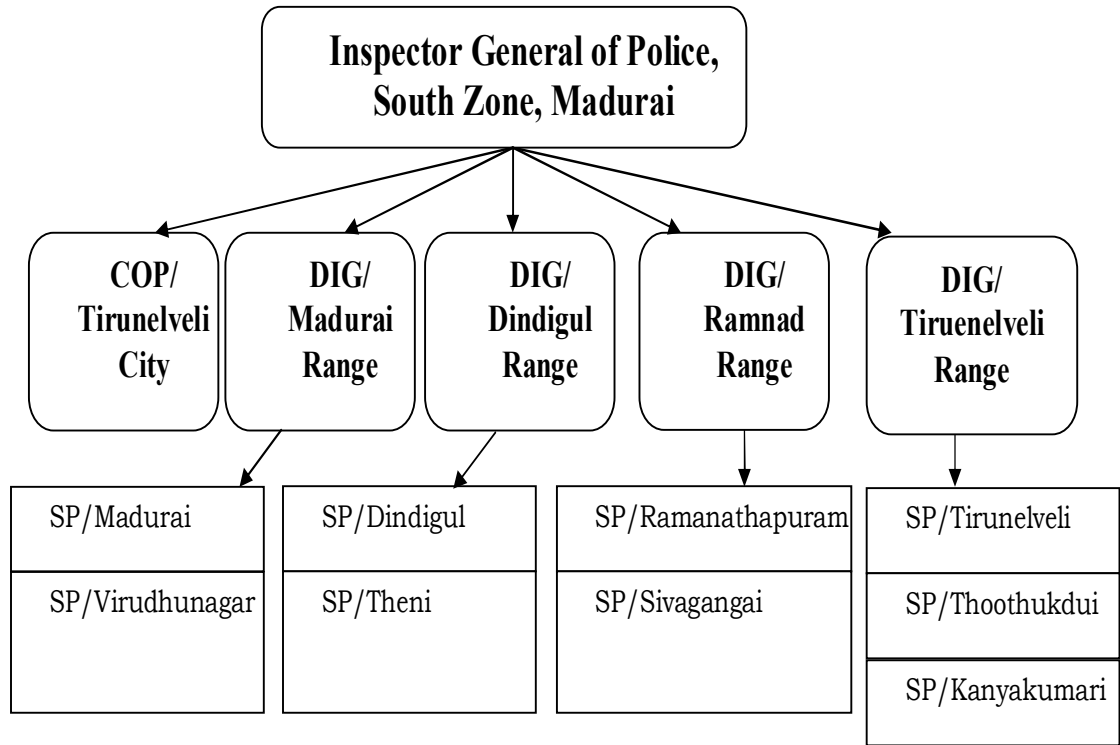 Inspector General of Police,
South Zone, Madurai
COP/
Tirunelveli
City
DIG/
Madurai
Range
DIG/
Dindigul
Range
DIG/
Ramnad
Range
DIG/
Tiruenelveli
Range
SP/Madurai
SP/Virudhunagar
SP/Dindigul
SP/Theni
SP/Ramanathapuram
SP/Sivagangai
SP/Tirunelveli
SP/Thoothukdui
SP/Kanyakumari